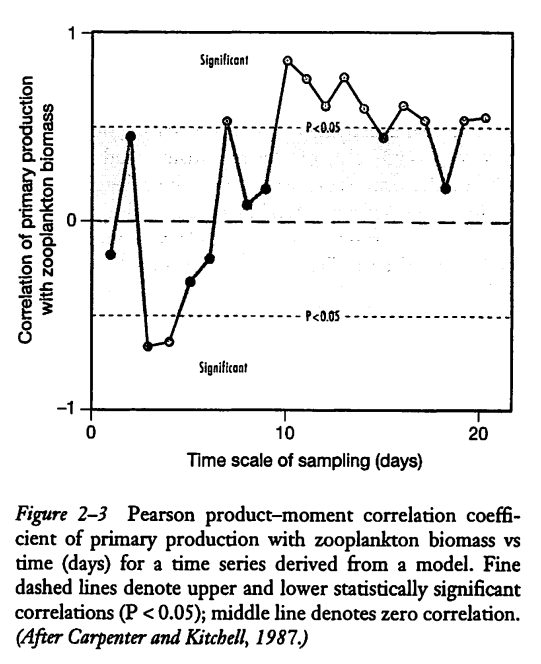 1
Significant
P<0.05
Correlation of primary production
with zooplankton biomass
0
P<0.05
Significant
–1
0
10
20
Time scale of sampling (days)
Figure 2–3 Pearson product–moment correlation coeffi-
cient of primary production with zooplankton biomass vs
time (days) for a time series derived from a model. Fine
dashed lines denote upper and lower statistically significant
correlations (P < 0.05); middle line denotes zero correlation.
(After Carpenter and Kitchell, 1987.)